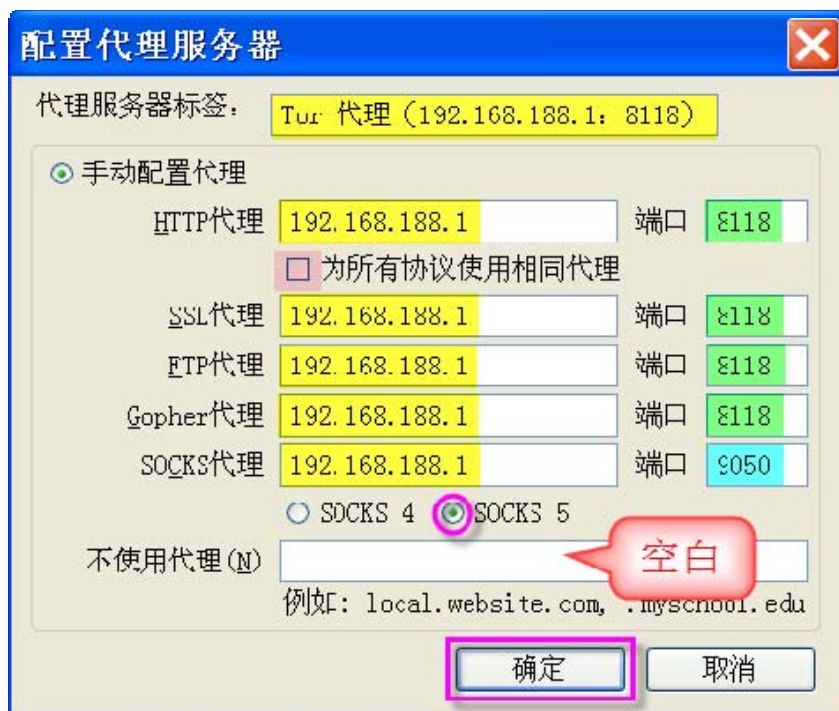 配置代理服务器
代理服务器标签：
Tur 代理（192.168.188.1：8118）
手动配置代理
HTTP代理 192.168.188.1 端口 8118
为所有协议使用相同代理
SSL代理 192.168.188.1 端口 8118
FTP代理 192.168.188.1 端口 8118
Gopher代理 192.168.188.1 端口 8118
SOCKS代理 192.168.188.1 端口 9050
SOCKS 4 SOCKS 5
不使用代理(N) 空白
例如: local.website.com, .myschool.edu
确定 取消